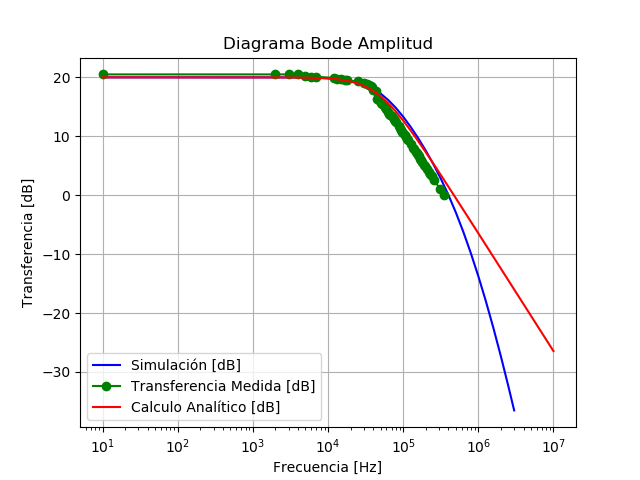 Diagrama Bode Amplitud
Transferencia [dB]
20
10
0
−10
−20
−30
Simulación [dB]
Transferencia Medida [dB]
Calculo Analítico [dB]
10¹
10²
10³
10⁴
10⁵
10⁶
10⁷
Frecuencia [Hz]